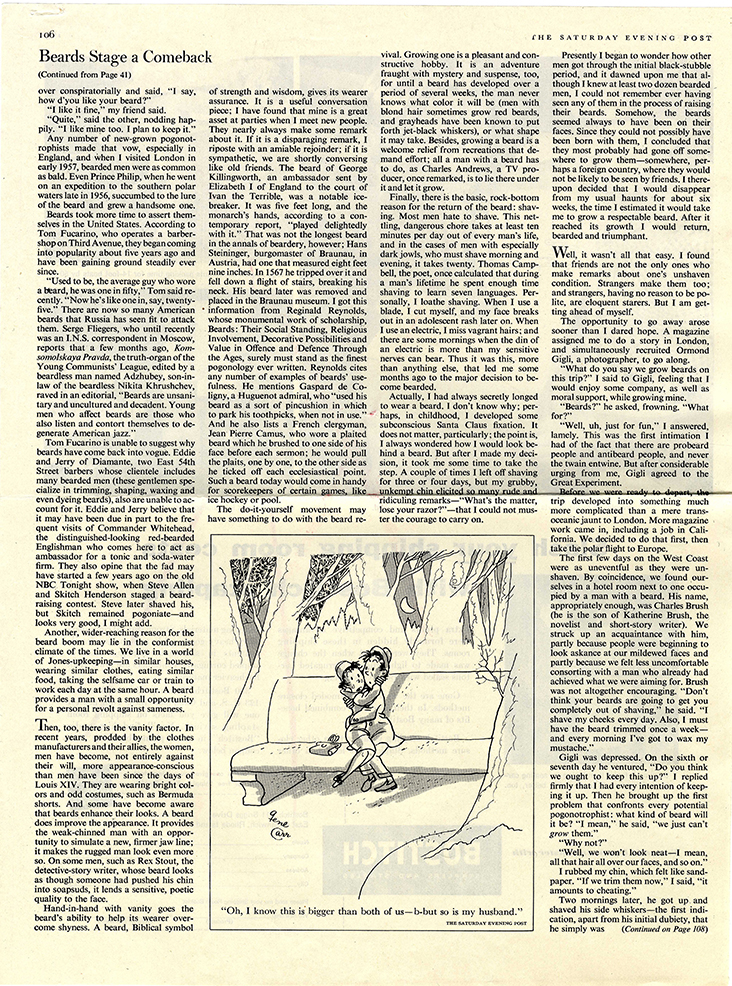 106
THE SATURDAY EVENING POST
Beards Stage a Comeback
(Continued from Page 41)
over conspiratorially and said, "I say,
how d'you like your beard?"
"I like it fine," my friend said.
"Quite," said the other, nodding hap-
pily. "I like mine too. I plan to keep it."
Any number of new-grown pogonot-
rophists made that vow, especially in
England, and when I visited London in
early 1957, bearded men were as common
as bald. Even Prince Philip, when he went
on an expedition to the southern polar
waters late in 1956, succumbed to the lure
of the beard and grew a handsome one.
Beards took more time to assert them-
selves in the United States. According to
Tom Fucarino, who operates a barber-
shop on Third Avenue, they began coming
into popularity about five years ago and
have been gaining ground steadily ever
since.
"Used to be, the average guy who wore
a beard, he was one in fifty," Tom said re-
cently. "Now he's like one in, say, twenty-
five." There are now so many American
beards that Russia has seen fit to attack
them. Serge Fliegers, who until recently
was an I.N.S. correspondent in Moscow,
reports that a few months ago, Kom-
somolskaya Pravda, the truth-organ of the
Young Communists' League, edited by a
beardless man named Adzhubey, son-in-
law of the beardless Nikita Khrushchev,
raved in an editorial, "Beards are unsani-
tary and uncultured and decadent. Young
men who affect beards are those who
also listen and contort themselves to de-
generate American jazz."
Tom Fucarino is unable to suggest why
beards have come back into vogue. Eddie
and Jerry of Diamante, two East 54th
Street barbers whose clientele includes
many bearded men (these gentlemen spe-
cialize in trimming, shaping, waxing and
even dyeing beards), also are unable to ac-
count for it. Eddie and Jerry believe that
it may have been due in part to the fre-
quent visits of Commander Whitehead,
the distinguished-looking red-bearded
Englishman who comes here to act as
ambassador for a tonic and soda-water
firm. They also opine that the fad may
have started a few years ago on the old
NBC Tonight show, when Steve Allen
and Skitch Henderson staged a beard-
raising contest. Steve later shaved his,
but Skitch remained pogoniate—and
looks very good, I might add.
Another, wider-reaching reason for the
beard boom may lie in the conformist
climate of the times. We live in a world
of Jones-upkeeping—in similar houses,
wearing similar clothes, eating similar
food, taking the selfsame car or train to
work each day at the same hour. A beard
provides a man with a small opportunity
for a personal revolt against sameness.
Then, too, there is the vanity factor. In
recent years, prodded by the clothes
manufacturers and their allies, the women,
men have become, not entirely against
their will, more appearance-conscious
than men have been since the days of
Louis XIV. They are wearing bright col-
ors and odd costumes, such as Bermuda
shorts. And some have become aware
that beards enhance their looks. A beard
does improve the appearance. It provides
the weak-chinned man with an oppor-
tunity to simulate a new, firmer jaw line;
it makes the rugged man look even more
so. On some men, such as Rex Stout, the
detective-story writer, whose beard looks
as though someone had pushed his chin
into soapsuds, it lends a sensitive, poetic
quality to the face.
Hand-in-hand with vanity goes the
beard's ability to help its wearer over-
come shyness. A beard, Biblical symbol
of strength and wisdom, gives its wearer
assurance. It is a useful conversation
piece; I have found that mine is a great
asset at parties when I meet new people.
They nearly always make some remark
about it. If it is a disparaging remark, I
riposte with an amiable rejoinder; if it is
sympathetic, we are shortly conversing
like old friends. The beard of George
Killingworth, an ambassador sent by
Elizabeth I of England to the court of
Ivan the Terrible, was a notable ice-
breaker. It was five feet long, and the
monarch's hands, according to a con-
temporary report, "played delightedly
with it." That was not the longest beard
in the annals of beardery, however; Hans
Steininger, burgomaster of Braunau, in
Austria, had one that measured eight feet
nine inches. In 1567 he tripped over it and
fell down a flight of stairs, breaking his
neck. His beard later was removed and
placed in the Braunau museum. I got this
information from Reginald Reynolds,
whose monumental work of scholarship,
Beards: Their Social Standing, Religious
Involvement, Decorative Possibilities and
Value in Offence and Defence Through
the Ages, surely must stand as the finest
pogonology ever written. Reynolds cites
any number of examples of beards' use-
fulness. He mentions Gaspard de Co-
ligny, a Huguenot admiral, who "used his
beard as a sort of pincushion in which
to park his toothpicks, when not in use."
And he also lists a French clergyman,
Jean Pierre Camus, who wore a plaited
beard which he brushed to one side of his
face before each sermon; he would pull
the plaits, one by one, to the other side as
he ticked off each ecclesiastical point.
Such a beard today would come in handy
for scorekeepers of certain games, like
ice hockey or pool.
The do-it-yourself movement may
have something to do with the beard re-
vival. Growing one is a pleasant and con-
structive hobby. It is an adventure
fraught with mystery and suspense, too,
for until a beard has developed over a
period of several weeks, the man never
knows what color it will be (men with
blond hair sometimes grow red beards,
and grayheads have been known to put
forth jet-black whiskers), or what shape
it may take. Besides, growing a beard is a
welcome relief from recreations that de-
mand effort; all a man with a beard has
to do, as Charles Andrews, a TV pro-
ducer, once remarked, is to lie there under
it and let it grow.
Finally, there is the basic, rock-bottom
reason for the return of the beard: shav-
ing. Most men hate to shave. This net-
tling, dangerous chore takes at least ten
minutes per day out of every man's life,
and in the cases of men with especially
dark jowls, who must shave morning and
evening, it takes twenty. Thomas Camp-
bell, the poet, once calculated that during
a man's lifetime he spent enough time
shaving to learn seven languages. Per-
sonally, I loathe shaving. When I use a
blade, I cut myself, and my face breaks
out in an adolescent rash later on. When
I use an electric, I miss vagrant hairs; and
there are some mornings when the din of
an electric is more than my sensitive
nerves can bear. Thus it was this, more
than anything else, that led me some
months ago to the major decision to be-
come bearded.
Actually, I had always secretly longed
to wear a beard. I don't know why; per-
haps, in childhood, I developed some
subconscious Santa Claus fixation. It
does not matter, particularly; the point is,
I always wondered how I would look be-
hind a beard. But after I made my deci-
sion, it took me some time to take the
step. A couple of times I left off shaving
for three or four days, but my grubby,
unkempt chin elicited so many rude and
ridiculing remarks—"What's the matter,
lose your razor?"—that I could not mus-
ter the courage to carry on.
Presently I began to wonder how other
men got through the initial black-stubble
period, and it dawned upon me that al-
though I knew at least two dozen bearded
men, I could not remember ever having
seen any of them in the process of raising
their beards. Somehow, the beards
seemed always to have been on their
faces. Since they could not possibly have
been born with them, I concluded that
they most probably had gone off some-
where to grow them—somewhere, per-
haps a foreign country, where they would
not be likely to be seen by friends. I there-
upon decided that I would disappear
from my usual haunts for about six
weeks, the time I estimated it would take
me to grow a respectable beard. After it
reached its growth I would return,
bearded and triumphant.
Well, it wasn't all that easy. I found
that friends are not the only ones who
make remarks about one's unshaven
condition. Strangers make them too;
and strangers, having no reason to be po-
lite, are eloquent starers. But I am get-
ting ahead of myself.
The opportunity to go away arose
sooner than I dared hope. A magazine
assigned me to do a story in London,
and simultaneously recruited Ormond
Gigli, a photographer, to go along.
"What do you say we grow beards on
this trip?" I said to Gigli, feeling that I
would enjoy some company, as well as
moral support, while growing mine.
"Beards?" he asked, frowning. "What
for?"
"Well, uh, just for fun," I answered,
lamely. This was the first intimation I
had of the fact that there are probeard
people and antibeard people, and never
the twain entwine. But after considerable
urging from me, Gigli agreed to the
Great Experiment.
Before we were ready to depart, the
trip developed into something much
more complicated than a mere trans-
oceanic jaunt to London. More magazine
work came in, including a job in Cali-
fornia. We decided to do that first, then
take the polar flight to Europe.
The first few days on the West Coast
were as uneventful as they were un-
shaven. By coincidence, we found our-
selves in a hotel room next to one occu-
pied by a man with a beard. His name,
appropriately enough, was Charles Brush
(he is the son of Katherine Brush, the
novelist and short-story writer). We
struck up an acquaintance with him,
partly because people were beginning to
look askance at our mildewed faces and
partly because we felt less uncomfortable
consorting with a man who already had
achieved what we were aiming for. Brush
was not altogether encouraging. "Don't
think your beards are going to get you
completely out of shaving," he said. "I
shave my cheeks every day. Also, I must
have the beard trimmed once a week—
and every morning I've got to wax my
mustache."
Gigli was depressed. On the sixth or
seventh day he ventured, "Do you think
we ought to keep this up?" I replied
firmly that I had every intention of keep-
ing it up. Then he brought up the first
problem that confronts every potential
pogonotrophist: what kind of beard will
it be? "I mean," he said, "we just can't
grow them."
"Why not?"
"Well, we won't look neat—I mean,
all that hair all over our faces, and so on."
I rubbed my chin, which felt like sand-
paper. "If we trim them now," I said, "it
amounts to cheating."
Two mornings later, he got up and
shaved his side whiskers—the first indi-
cation, apart from his initial dubiety, that
he simply was (Continued on Page 108)
Gene
Carr
"Oh, I know this is bigger than both of us—b-but so is my husband."
THE SATURDAY EVENING POST